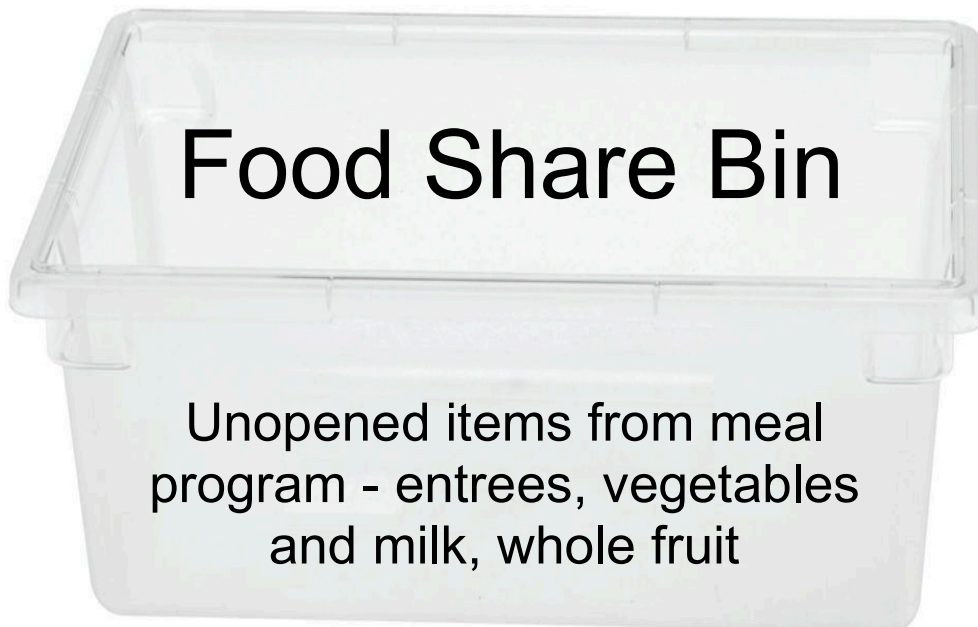 Food Share Bin
Unopened items from meal
program - entrees, vegetables
and milk, whole fruit